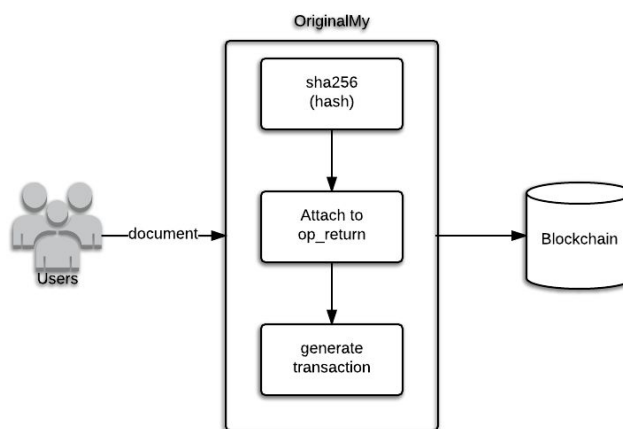 OriginalMy
sha256
(hash)
Attach to
op_return
generate
transaction
document
Users
Blockchain